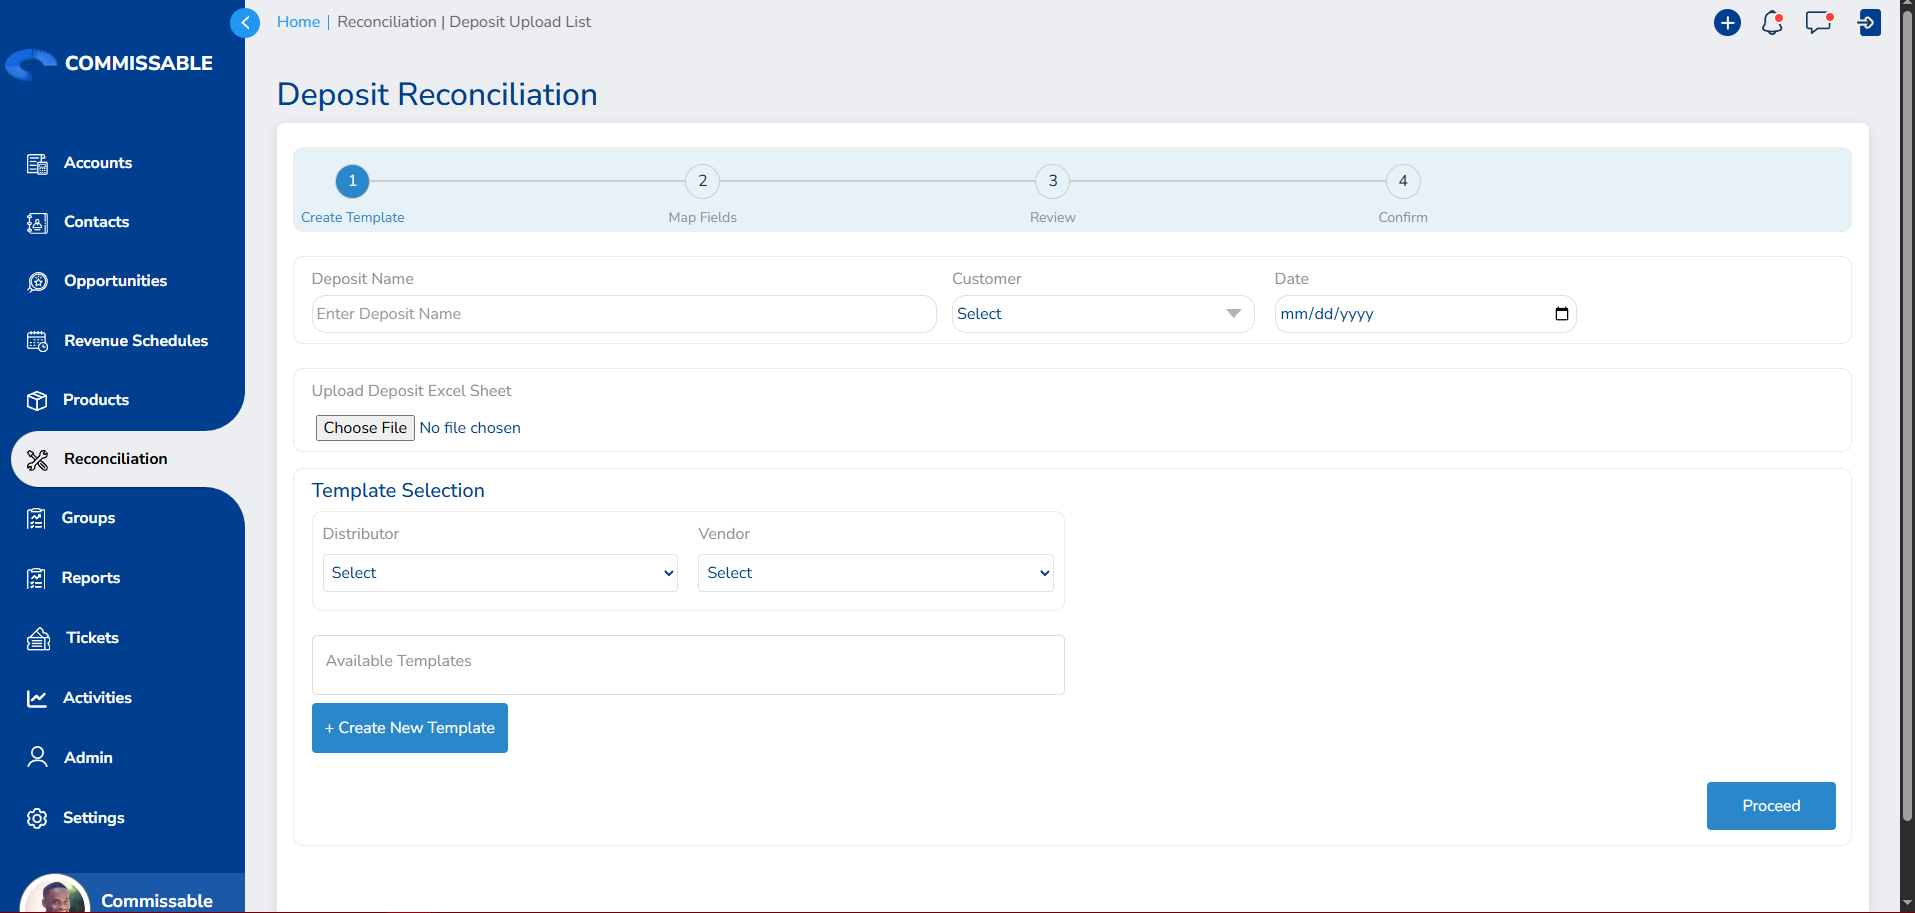 Home | Reconciliation | Deposit Upload List
COMMISSABLE
Accounts
Contacts
Opportunities
Revenue Schedules
Products
Reconciliation
Groups
Reports
Tickets
Activities
Admin
Settings
Commissable
Deposit Reconciliation
1 2 3 4
Create Template Map Fields Review Confirm
Deposit Name Customer Date
Enter Deposit Name Select mm/dd/yyyy
Upload Deposit Excel Sheet
Choose File No file chosen
Template Selection
Distributor Vendor
Select Select
Available Templates
+ Create New Template
Proceed